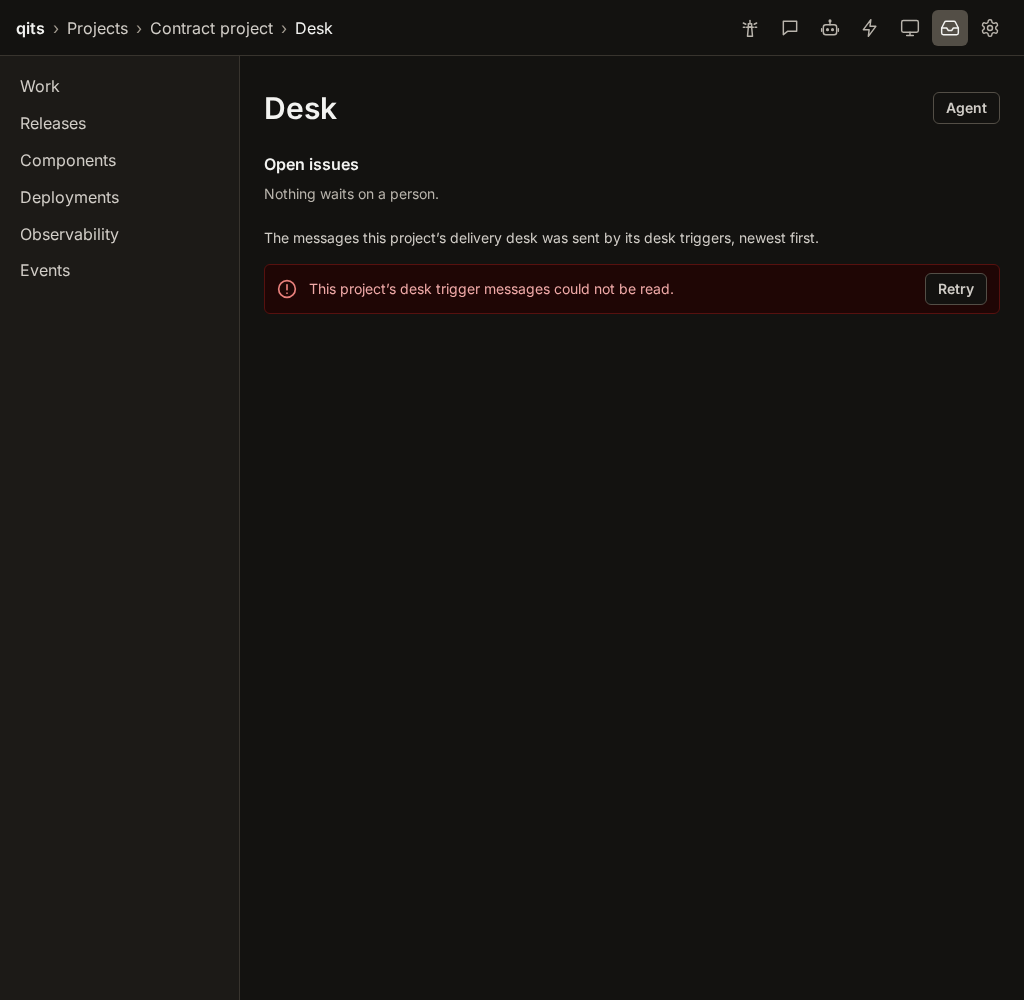 qits › Projects › Contract project › Desk
Work
Releases
Components
Deployments
Observability
Events
Desk
Agent
Open issues
Nothing waits on a person.
The messages this project’s delivery desk was sent by its desk triggers, newest first.
This project’s desk trigger messages could not be read.
Retry